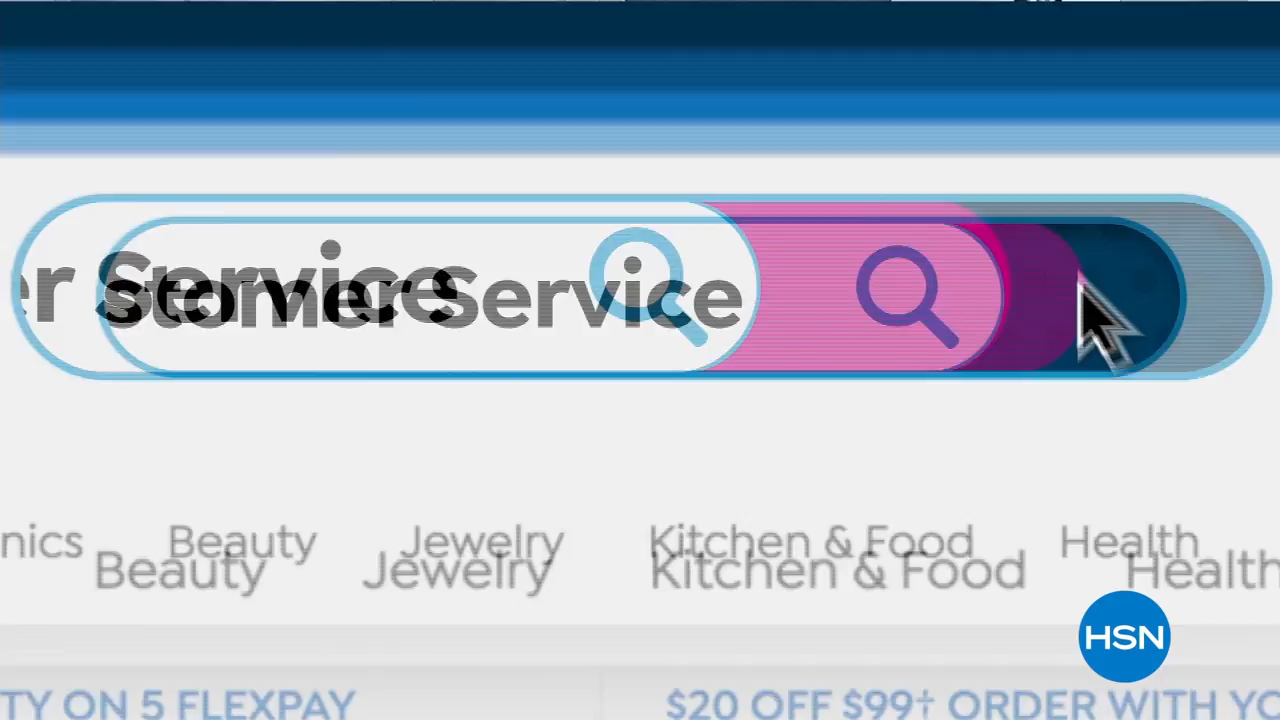 er Service
stomer Service
nics Beauty Jewelry Kitchen & Food Health
Beauty Jewelry Kitchen & Food Health
HSN
TY ON 5 FLEXPAY $20 OFF $99† ORDER WITH YO